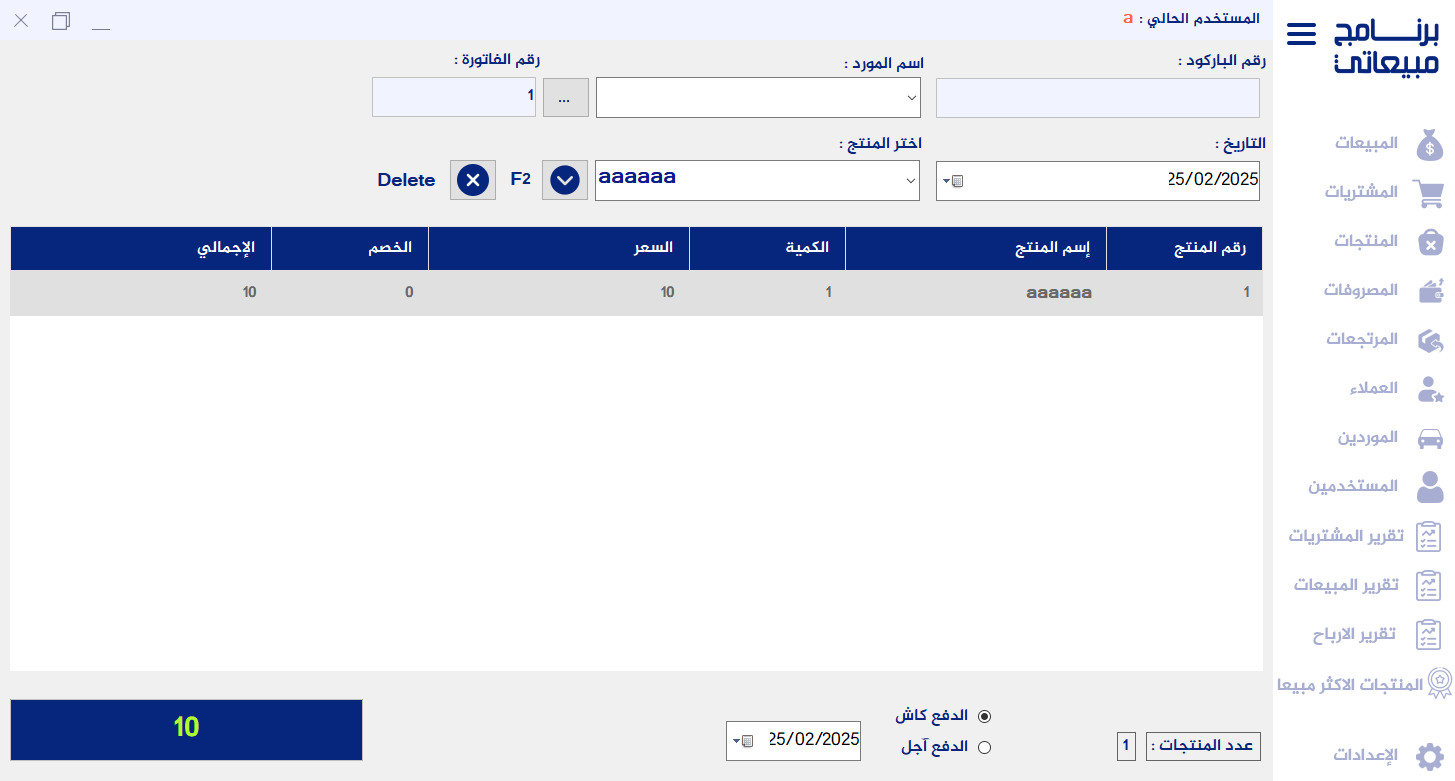 برنامج
مبيعاتي
المستخدم الحالي : a
رقم الباركود :
اسم المورد :
رقم الفاتورة :
...
1
التاريخ :
اختر المنتج :
25/02/2025
aaaaaa
F2
Delete
رقم المنتج إسم المنتج الكمية السعر الخصم الإجمالي
1 aaaaaa 1 10 0 10
عدد المنتجات : 1
الدفع كاش
الدفع آجل
25/02/2025
10
المبيعات
المشتريات
المنتجات
المصروفات
المرتجعات
العملاء
الموردين
المستخدمين
تقرير المشتريات
تقرير المبيعات
تقرير الارباح
المنتجات الاكثر مبيعا
الإعدادات